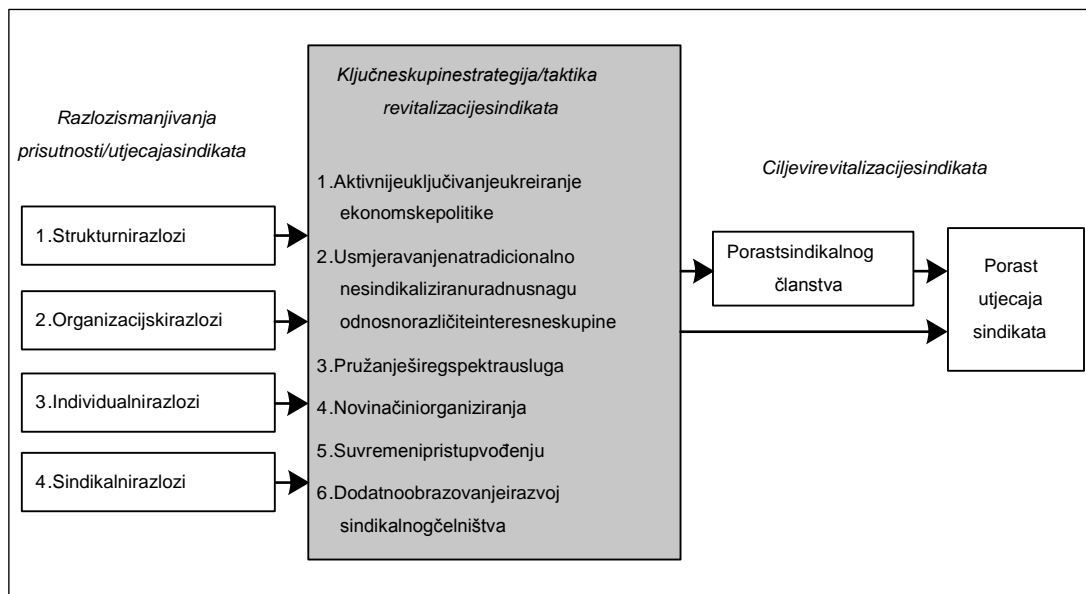 Razlozismanjivanja
prisutnosti/utjecajasindikata
1.Strukturnirazlozi
2.Organizacijskirazlozi
3.Individualnirazlozi
4.Sindikalnirazlozi
Ključneskupinestrategija/taktika
revitalizacijesindikata
1.Aktivnijeuključivanjeukreiranje
ekonomskepolitike
2.Usmjeravanjenatradicionalno
nesindikaliziranuradnusnagu
odnosnorazličiteinteresneskupine
3.Pružanješiregspektrausluga
4.Novinačiniorganiziranja
5.Suvremenipristupvođenju
6.Dodatnoobrazovanjeirazvoj
sindikalnogčelništva
Ciljevirevitalizacijesindikata
Porastsindikalnog
članstva
Porast
utjecaja
sindikata